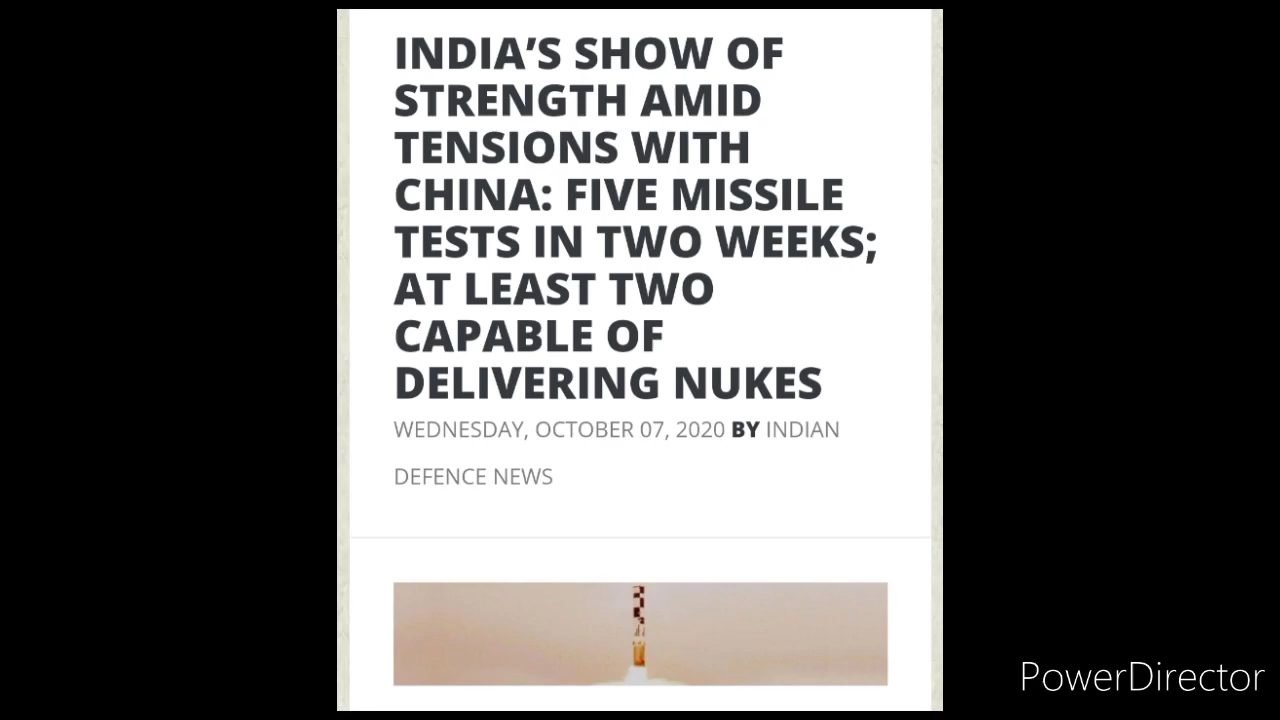 INDIA’S SHOW OF
STRENGTH AMID
TENSIONS WITH
CHINA: FIVE MISSILE
TESTS IN TWO WEEKS;
AT LEAST TWO
CAPABLE OF
DELIVERING NUKES
WEDNESDAY, OCTOBER 07, 2020 BY INDIAN
DEFENCE NEWS
PowerDirector